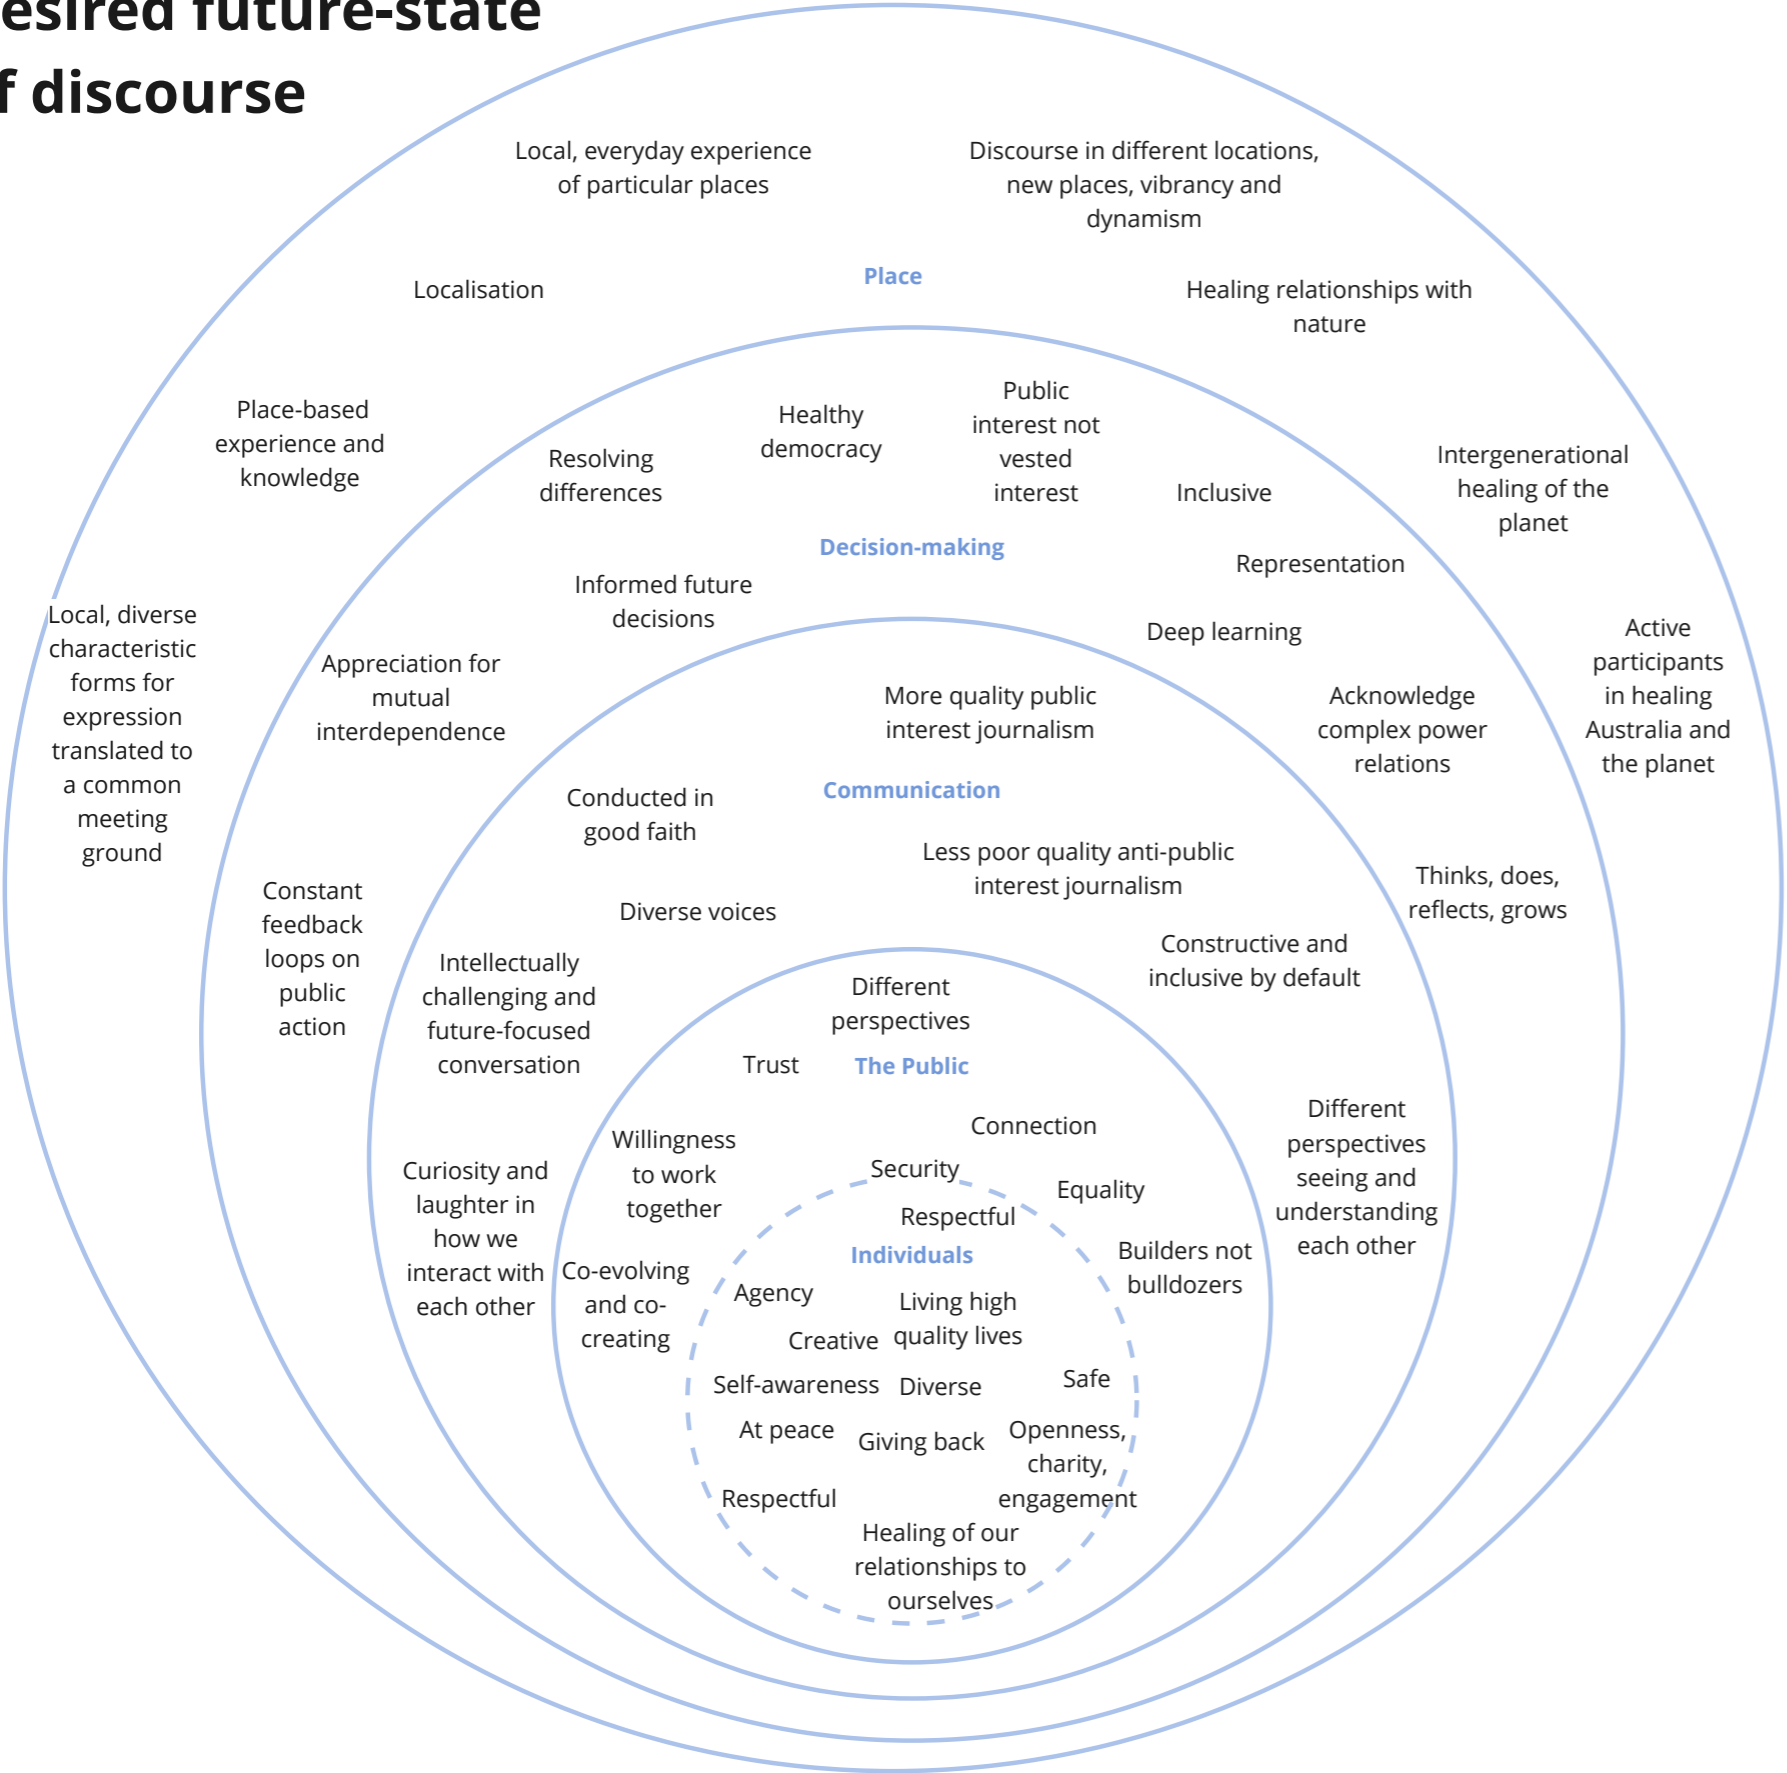 esired future-state
f discourse
Local, everyday experience
of particular places
Discourse in different locations,
new places, vibrancy and
dynamism
Place
Localisation
Healing relationships with
nature
Place-based
experience and
knowledge
Resolving
differences
Healthy
democracy
Public
interest not
vested
interest
Inclusive
Intergenerational
healing of the
planet
Decision-making
Representation
Informed future
decisions
Deep learning
Local, diverse
characteristic
forms for
expression
translated to
a common
meeting
ground
Appreciation for
mutual
interdependence
More quality public
interest journalism
Acknowledge
complex power
relations
Active
participants
in healing
Australia and
the planet
Communication
Conducted in
good faith
Less poor quality anti-public
interest journalism
Thinks, does,
reflects, grows
Constant
feedback
loops on
public
action
Diverse voices
Constructive and
inclusive by default
Intellectually
challenging and
future-focused
conversation
Different
perspectives
Trust
The Public
Connection
Different
perspectives
seeing and
understanding
each other
Willingness
to work
together
Curiosity and
laughter in
how we
interact with
each other
Security
Equality
Respectful
Individuals
Builders not
bulldozers
Co-evolving
and co-
creating
Agency
Living high
quality lives
Creative
Self-awareness
Diverse
Safe
At peace
Giving back
Openness,
charity,
engagement
Respectful
Healing of our
relationships to
ourselves